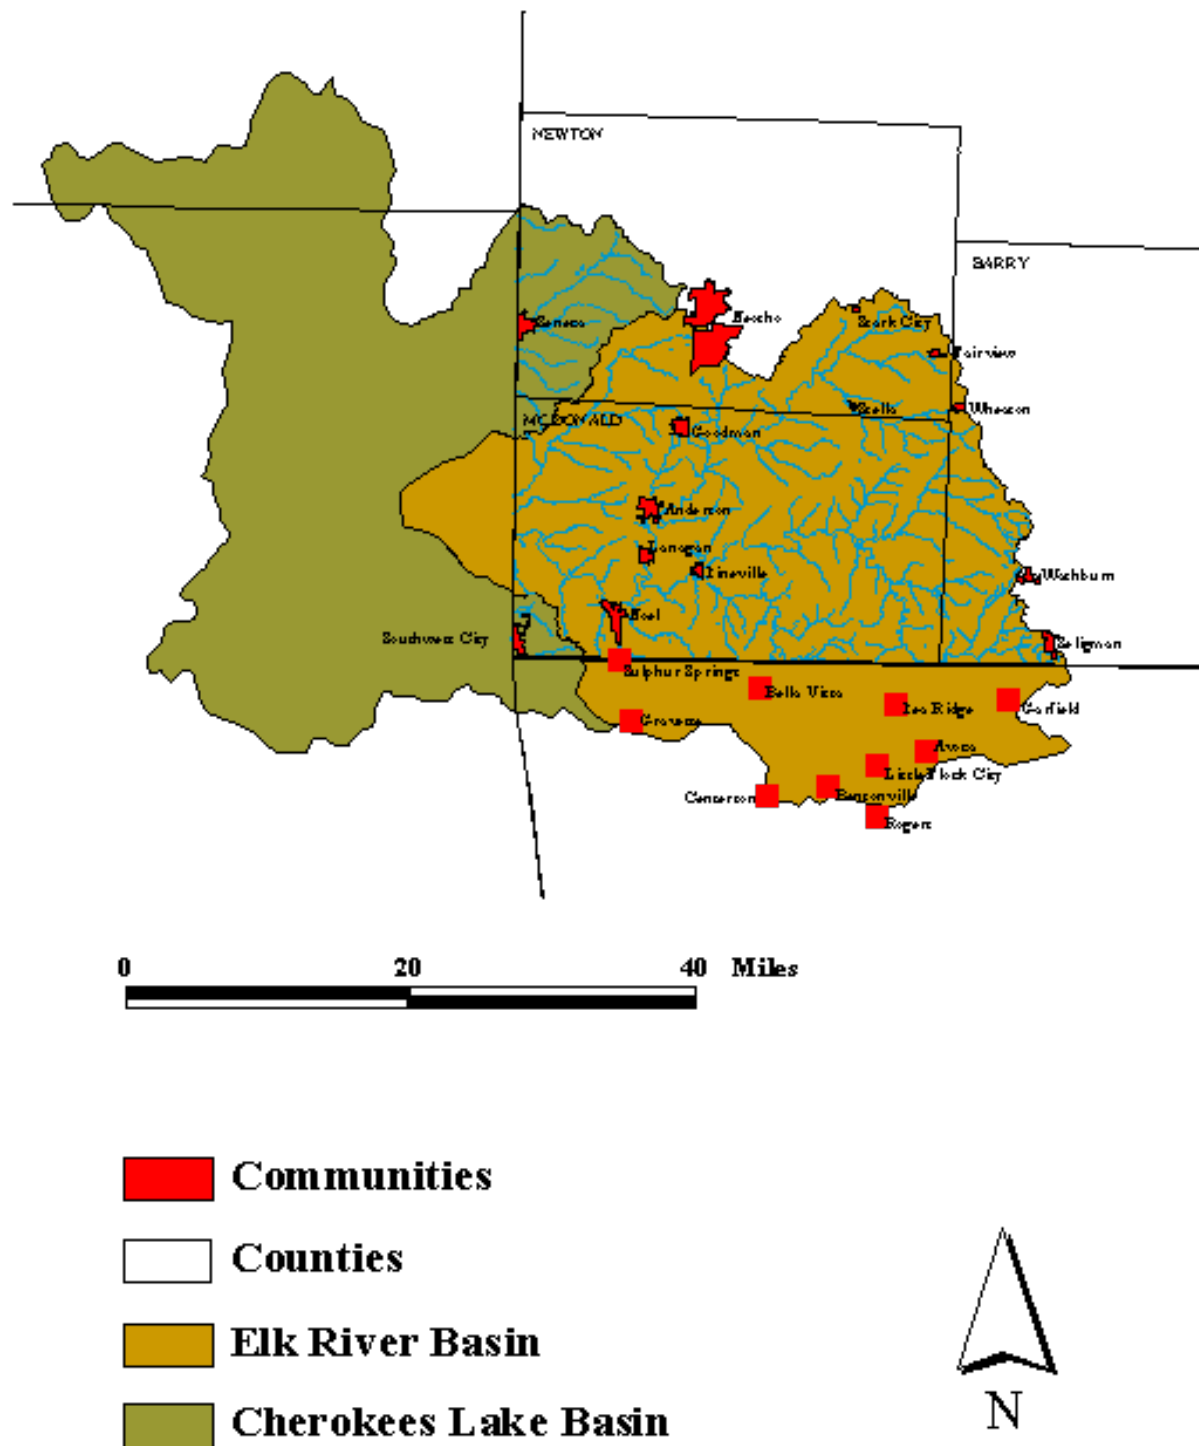 NEWTON
BARRY
Neosho
Stark City
Seneca
Fairview
Stella
Wheaton
MCDONALD
Goodman
Anderson
Lanagan
Pineville
Washburn
Noel
Southwest City
Seligman
Sulphur Springs
Bella Vista
Pea Ridge
Garfield
Gravette
Avoca
Little Flock City
Centerton
Bentonville
Rogers
0 20 40 Miles
Communities
Counties
Elk River Basin
Cherokees Lake Basin
N